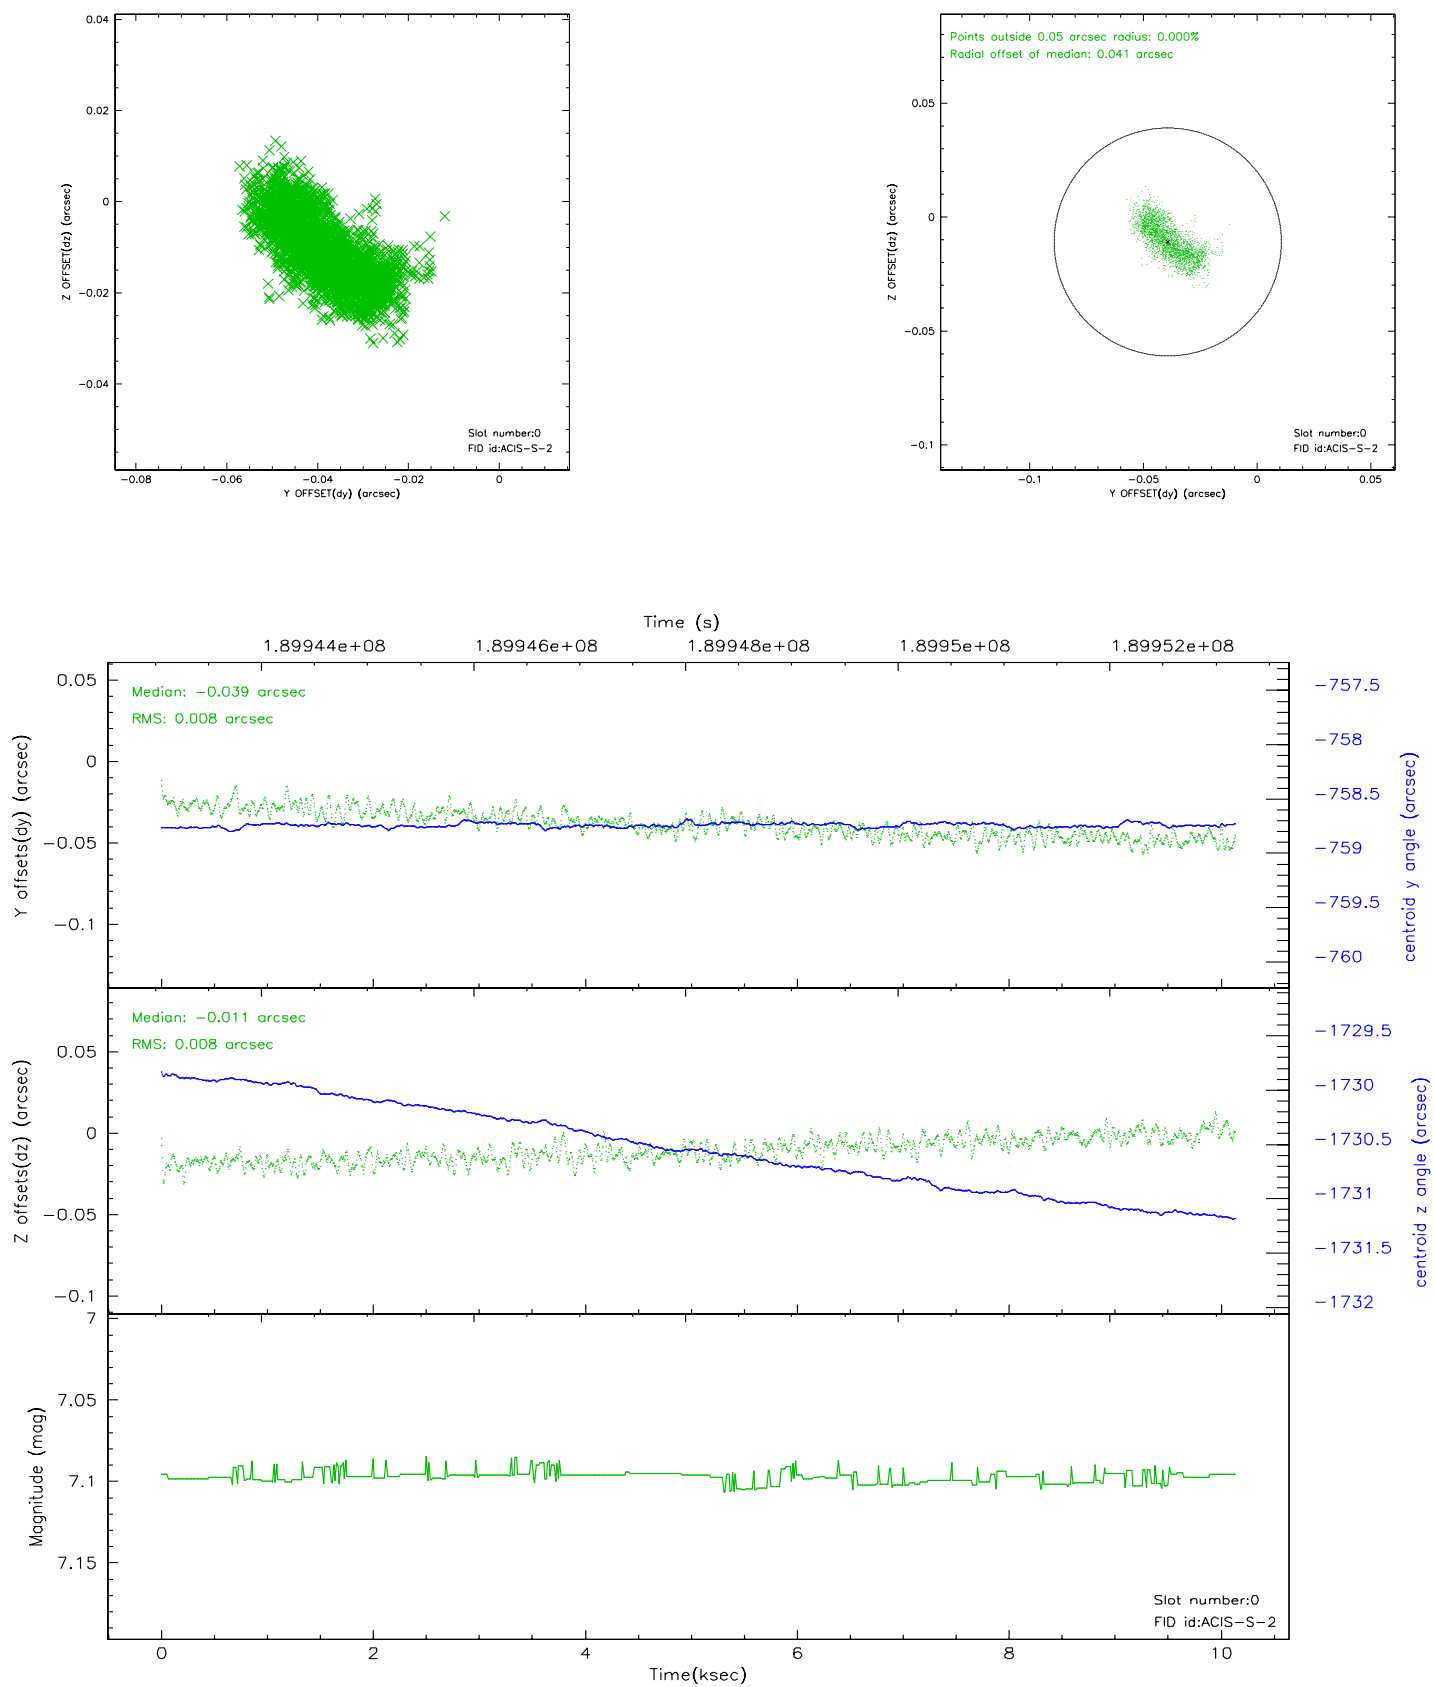 0.04
0.02
0
−0.02
−0.04
Z OFFSET(dz) (arcsec)
Slot number:0
FID id:ACIS−S−2
−0.08 −0.06 −0.04 −0.02 0
Y OFFSET(dy) (arcsec)
Points outside 0.05 arcsec radius: 0.000%
Radial offset of median: 0.041 arcsec
0.05
0
−0.05
−0.1
Z OFFSET(dz) (arcsec)
Slot number:0
FID id:ACIS−S−2
−0.1 −0.05 0 0.05
Y OFFSET(dy) (arcsec)
Time (s)
1.89944e+08 1.89946e+08 1.89948e+08 1.8995e+08 1.89952e+08
Median: −0.039 arcsec
RMS: 0.008 arcsec
0.05
0
−0.05
−0.1
Y offsets(dy) (arcsec)
−757.5
−758
−758.5
−759
−759.5
−760
centroid y angle (arcsec)
Median: −0.011 arcsec
RMS: 0.008 arcsec
0.05
0
−0.05
−0.1
Z offsets(dz) (arcsec)
−1729.5
−1730
−1730.5
−1731
−1731.5
−1732
centroid z angle (arcsec)
7
7.05
7.1
7.15
Magnitude (mag)
Slot number:0
FID id:ACIS−S−2
0 2 4 6 8 10
Time(ksec)